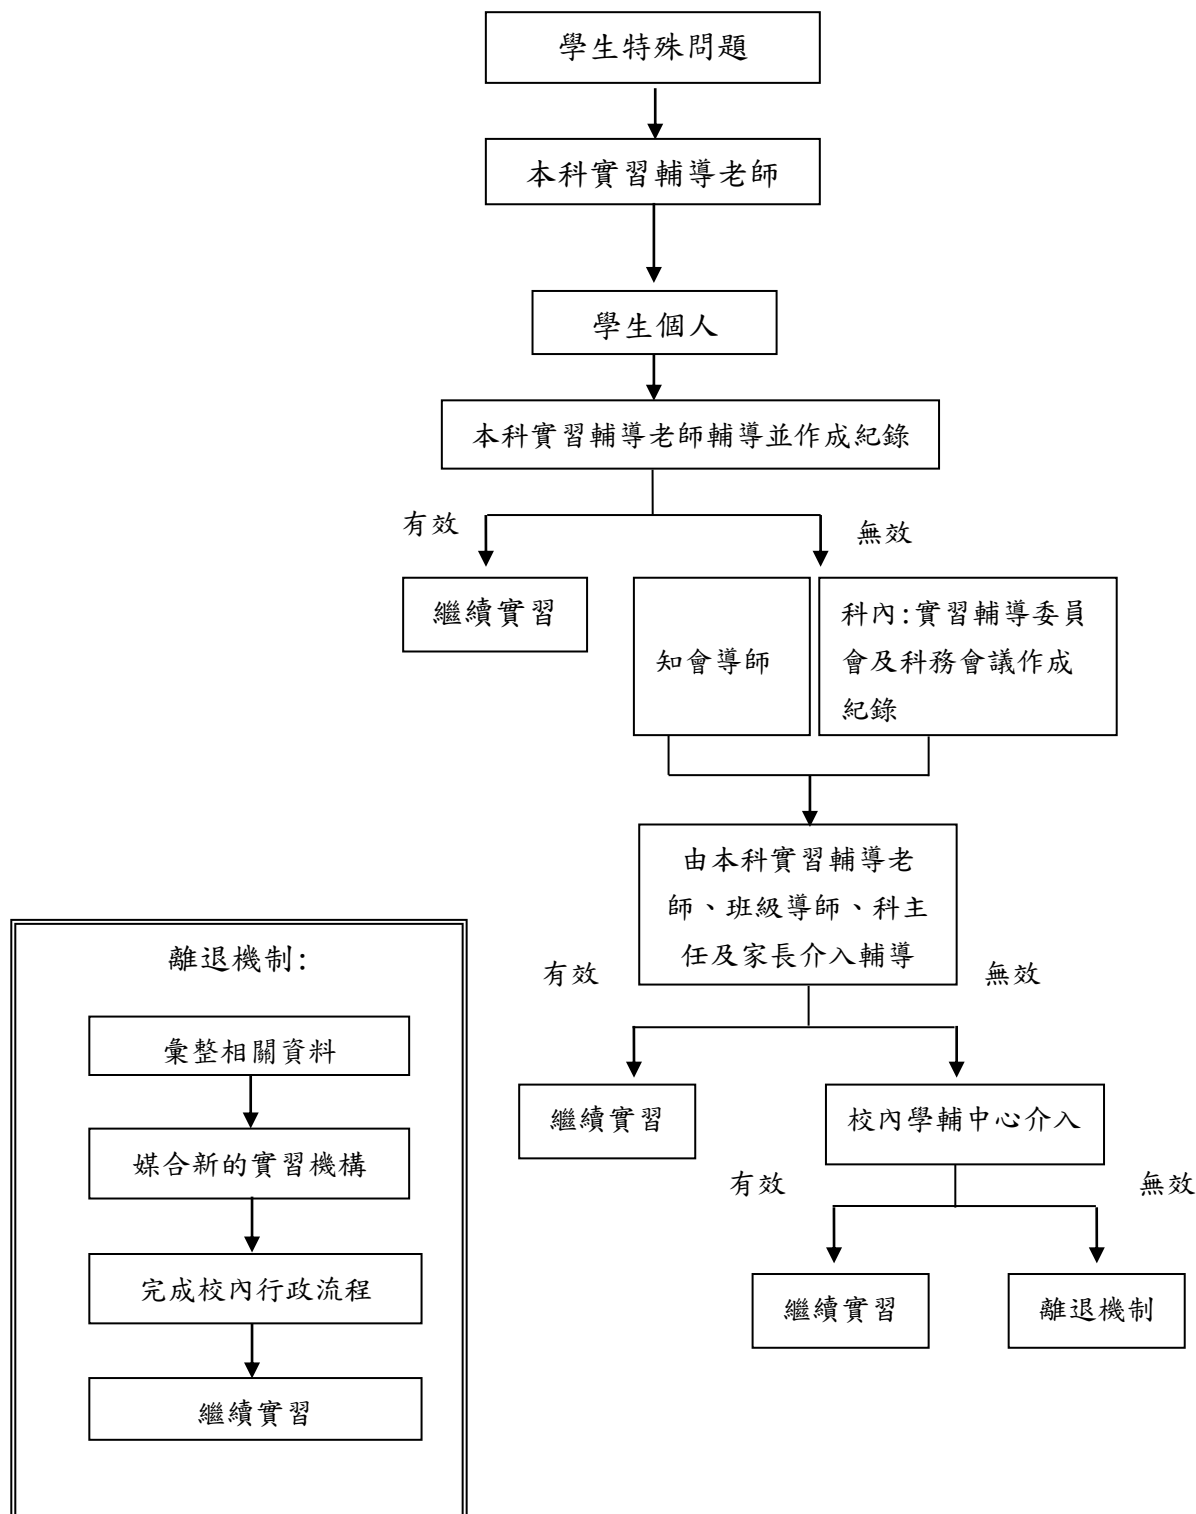 學生特殊問題
本科實習輔導老師
學生個人
本科實習輔導老師輔導並作成紀錄
有效
無效
繼續實習
知會導師
科內:實習輔導委員
會及科務會議作成
紀錄
由本科實習輔導老
師、班級導師、科主
任及家長介入輔導
有效
無效
繼續實習
校內學輔中心介入
有效
無效
繼續實習
離退機制
離退機制:
彙整相關資料
媒合新的實習機構
完成校內行政流程
繼續實習